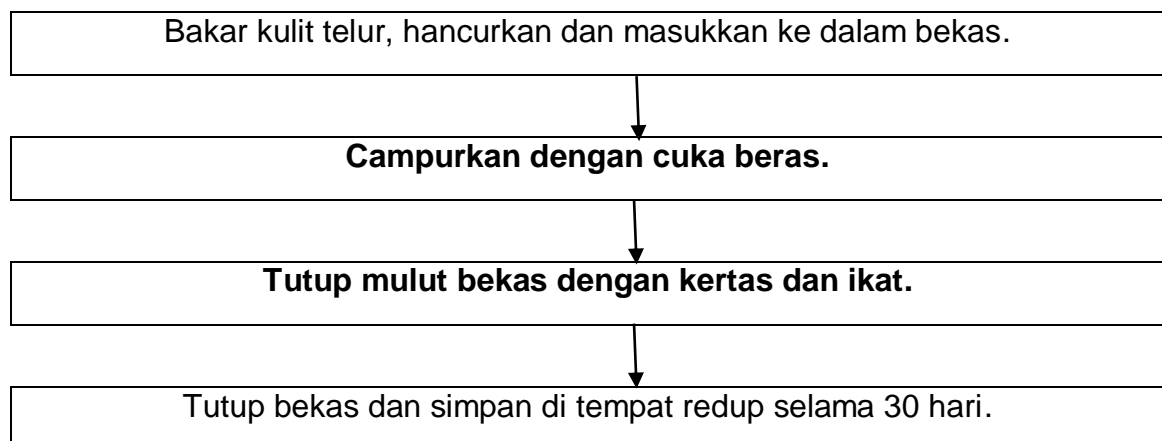 Bakar kulit telur, hancurkan dan masukkan ke dalam bekas.
Campurkan dengan cuka beras.
Tutup mulut bekas dengan kertas dan ikat.
Tutup bekas dan simpan di tempat redup selama 30 hari.